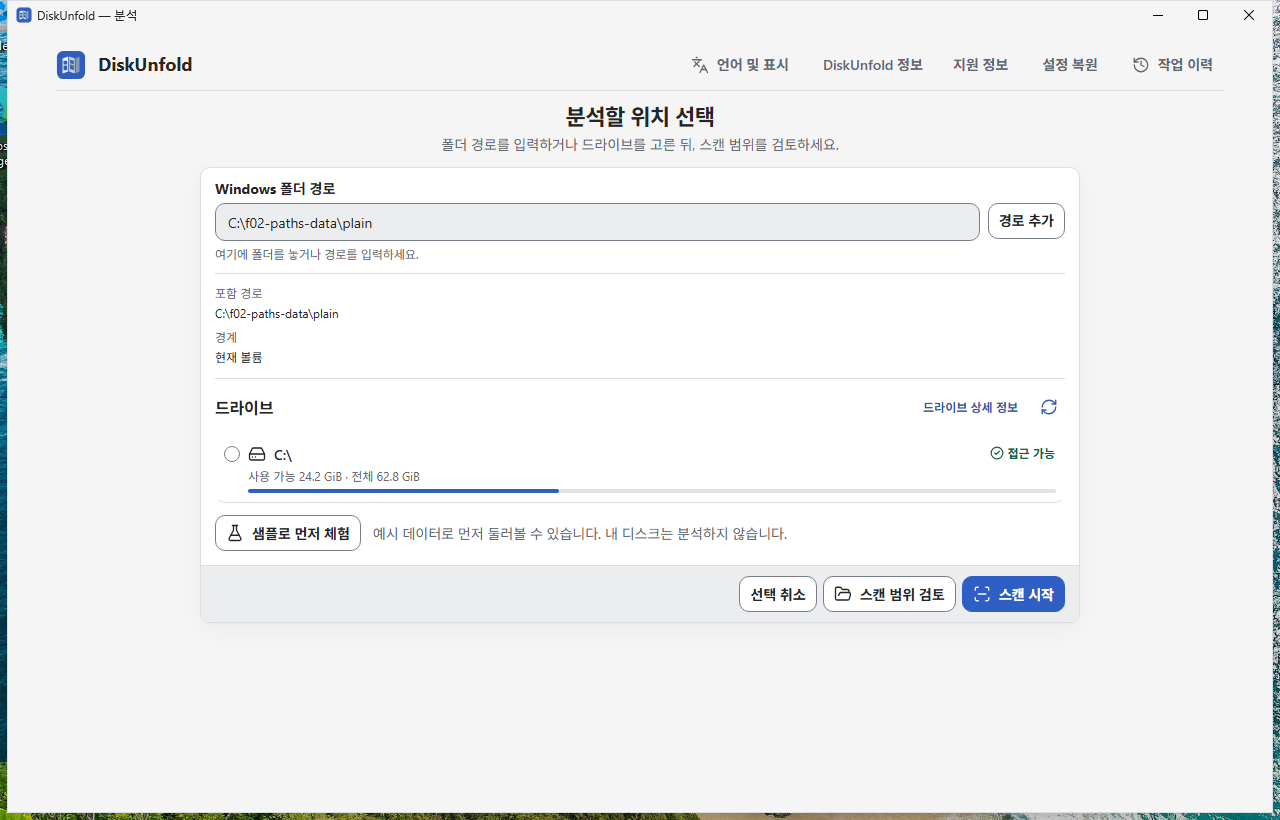 DiskUnfold — 분석
DiskUnfold
언어 및 표시
DiskUnfold 정보
지원 정보
설정 복원
작업 이력
분석할 위치 선택
폴더 경로를 입력하거나 드라이브를 고른 뒤, 스캔 범위를 검토하세요.
Windows 폴더 경로
C:\f02-paths-data\plain
경로 추가
여기에 폴더를 놓거나 경로를 입력하세요.
포함 경로
C:\f02-paths-data\plain
경계
현재 볼륨
드라이브
드라이브 상세 정보
C:\
접근 가능
사용 가능 24.2 GiB · 전체 62.8 GiB
샘플로 먼저 체험
예시 데이터로 먼저 둘러볼 수 있습니다. 내 디스크는 분석하지 않습니다.
선택 취소
스캔 범위 검토
스캔 시작